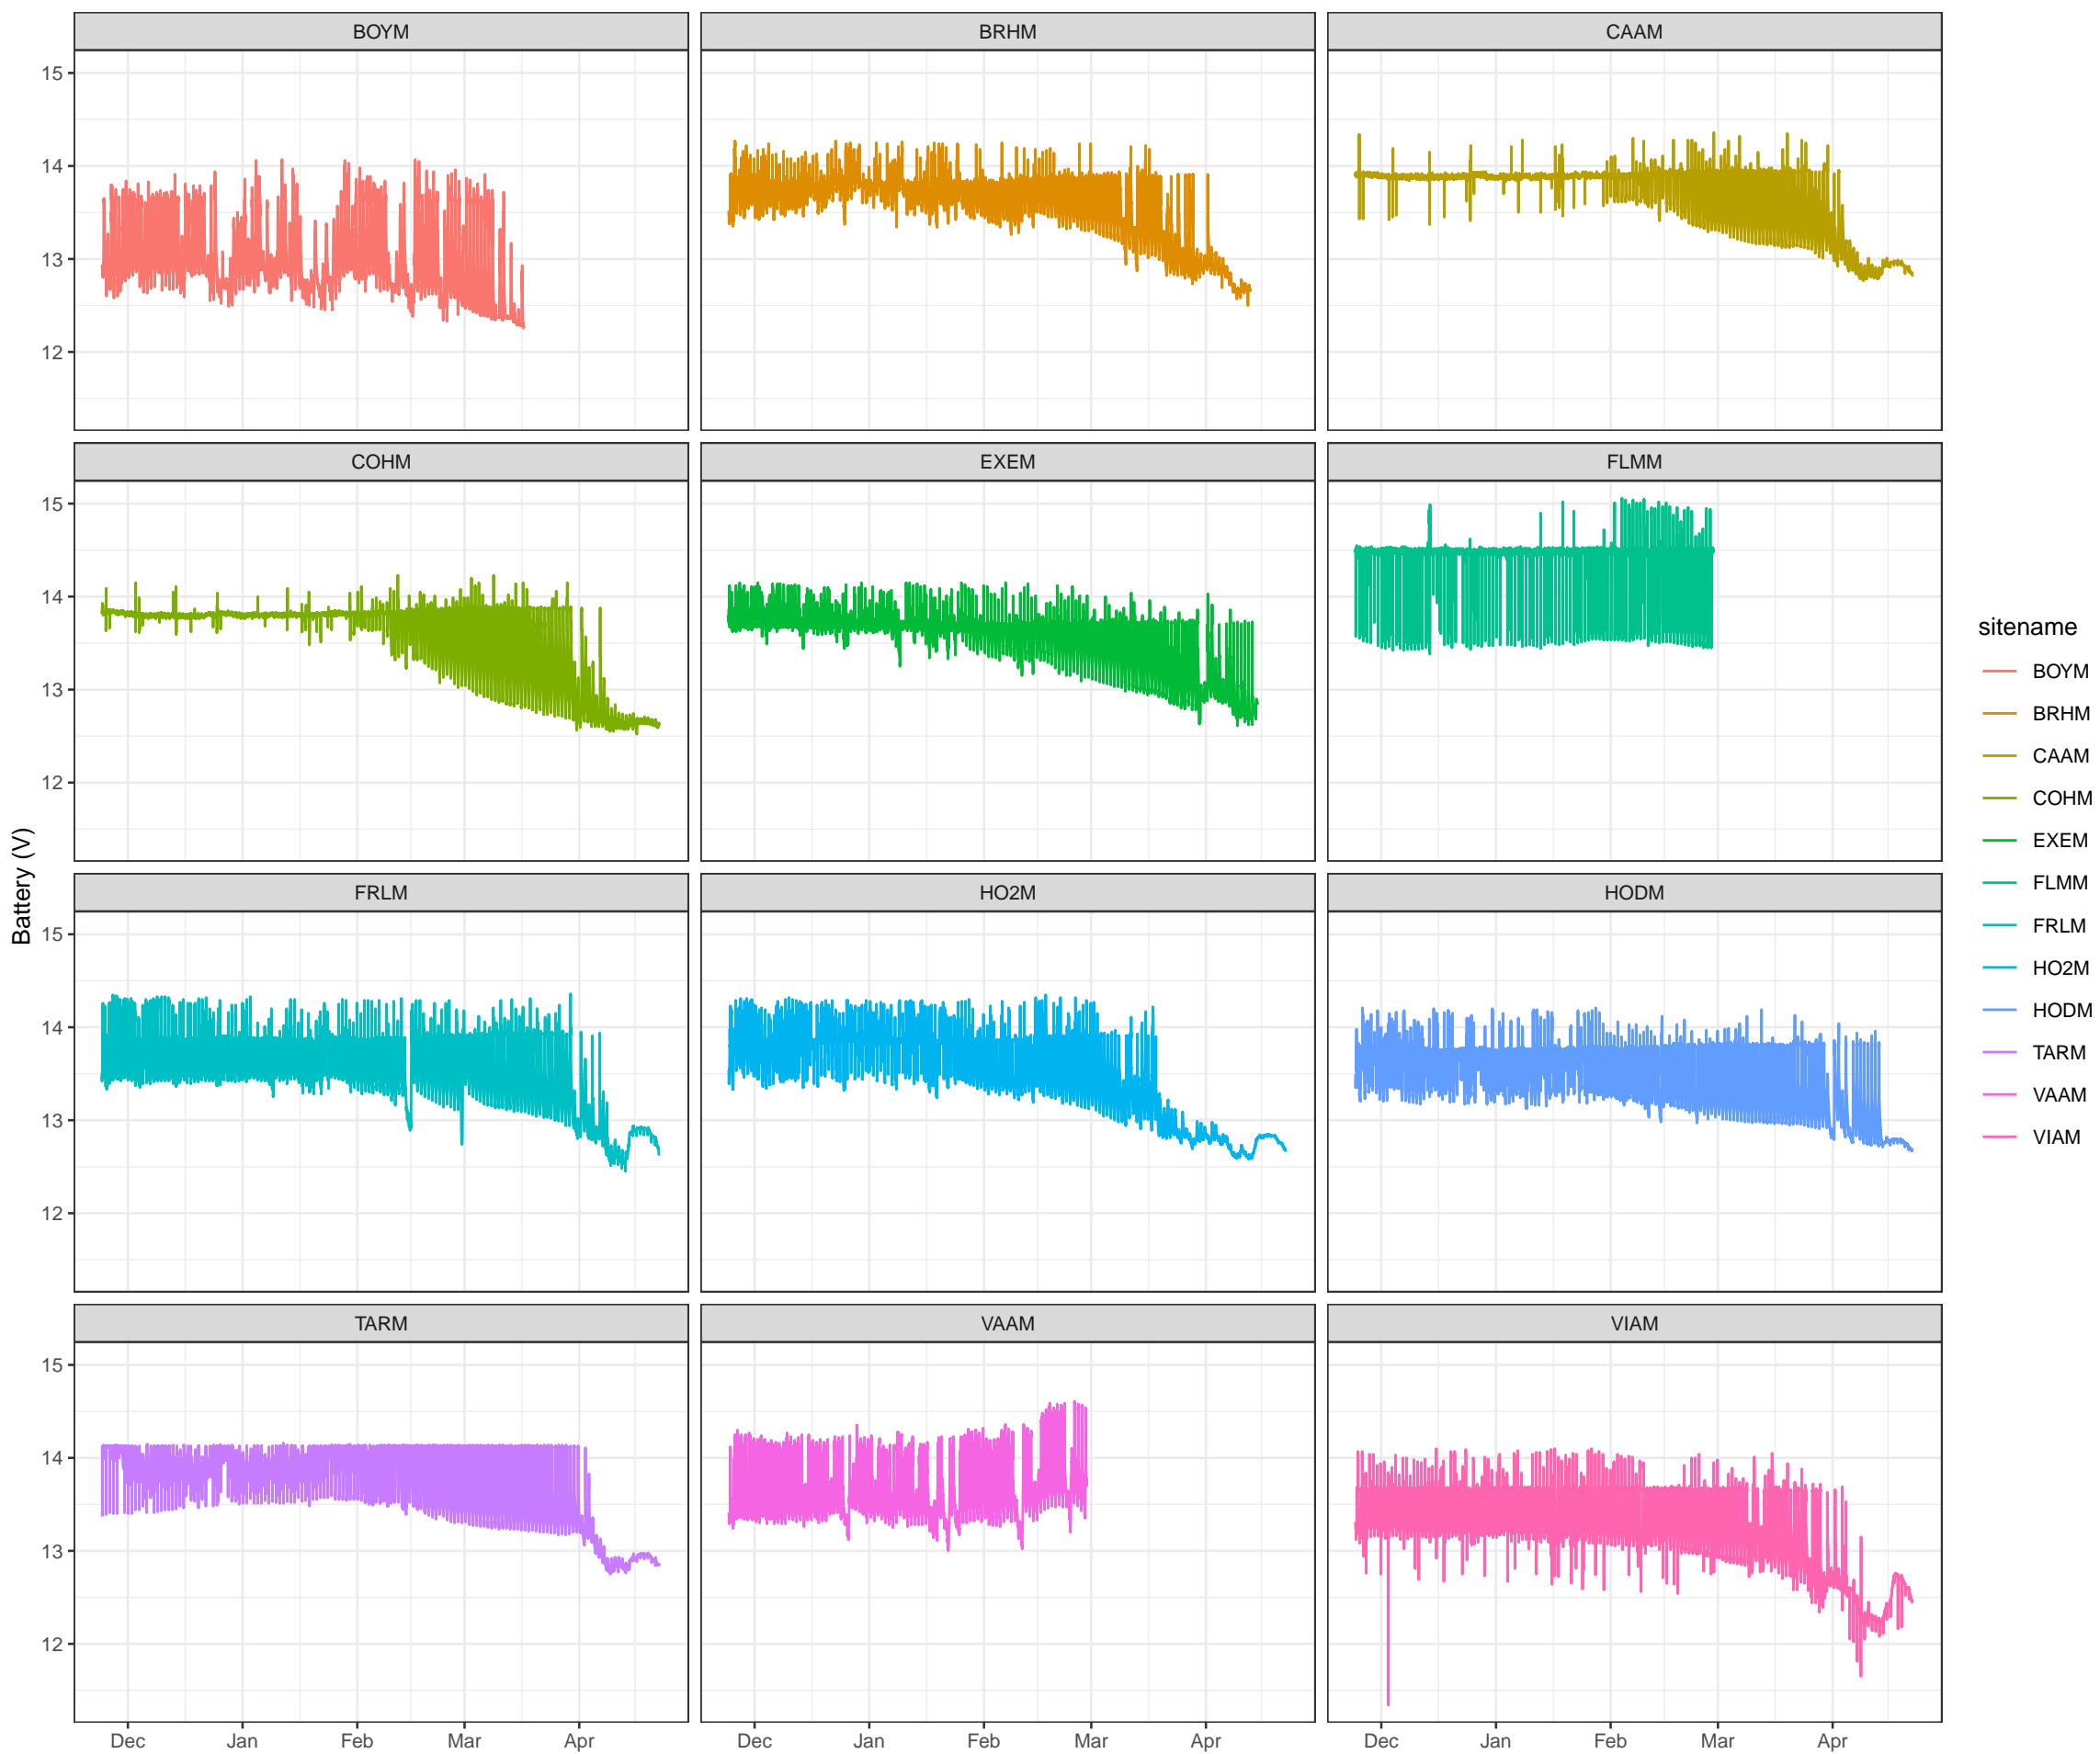 BOYM BRHM CAAM
15
14
13
12
COHM EXEM FLMM
15
14
13
12
FRLM HO2M HODM
15
14
13
12
TARM VAAM VIAM
15
14
13
12
Dec Jan Feb Mar Apr Dec Jan Feb Mar Apr Dec Jan Feb Mar Apr
Battery (V)
sitename
BOYM
BRHM
CAAM
COHM
EXEM
FLMM
FRLM
HO2M
HODM
TARM
VAAM
VIAM